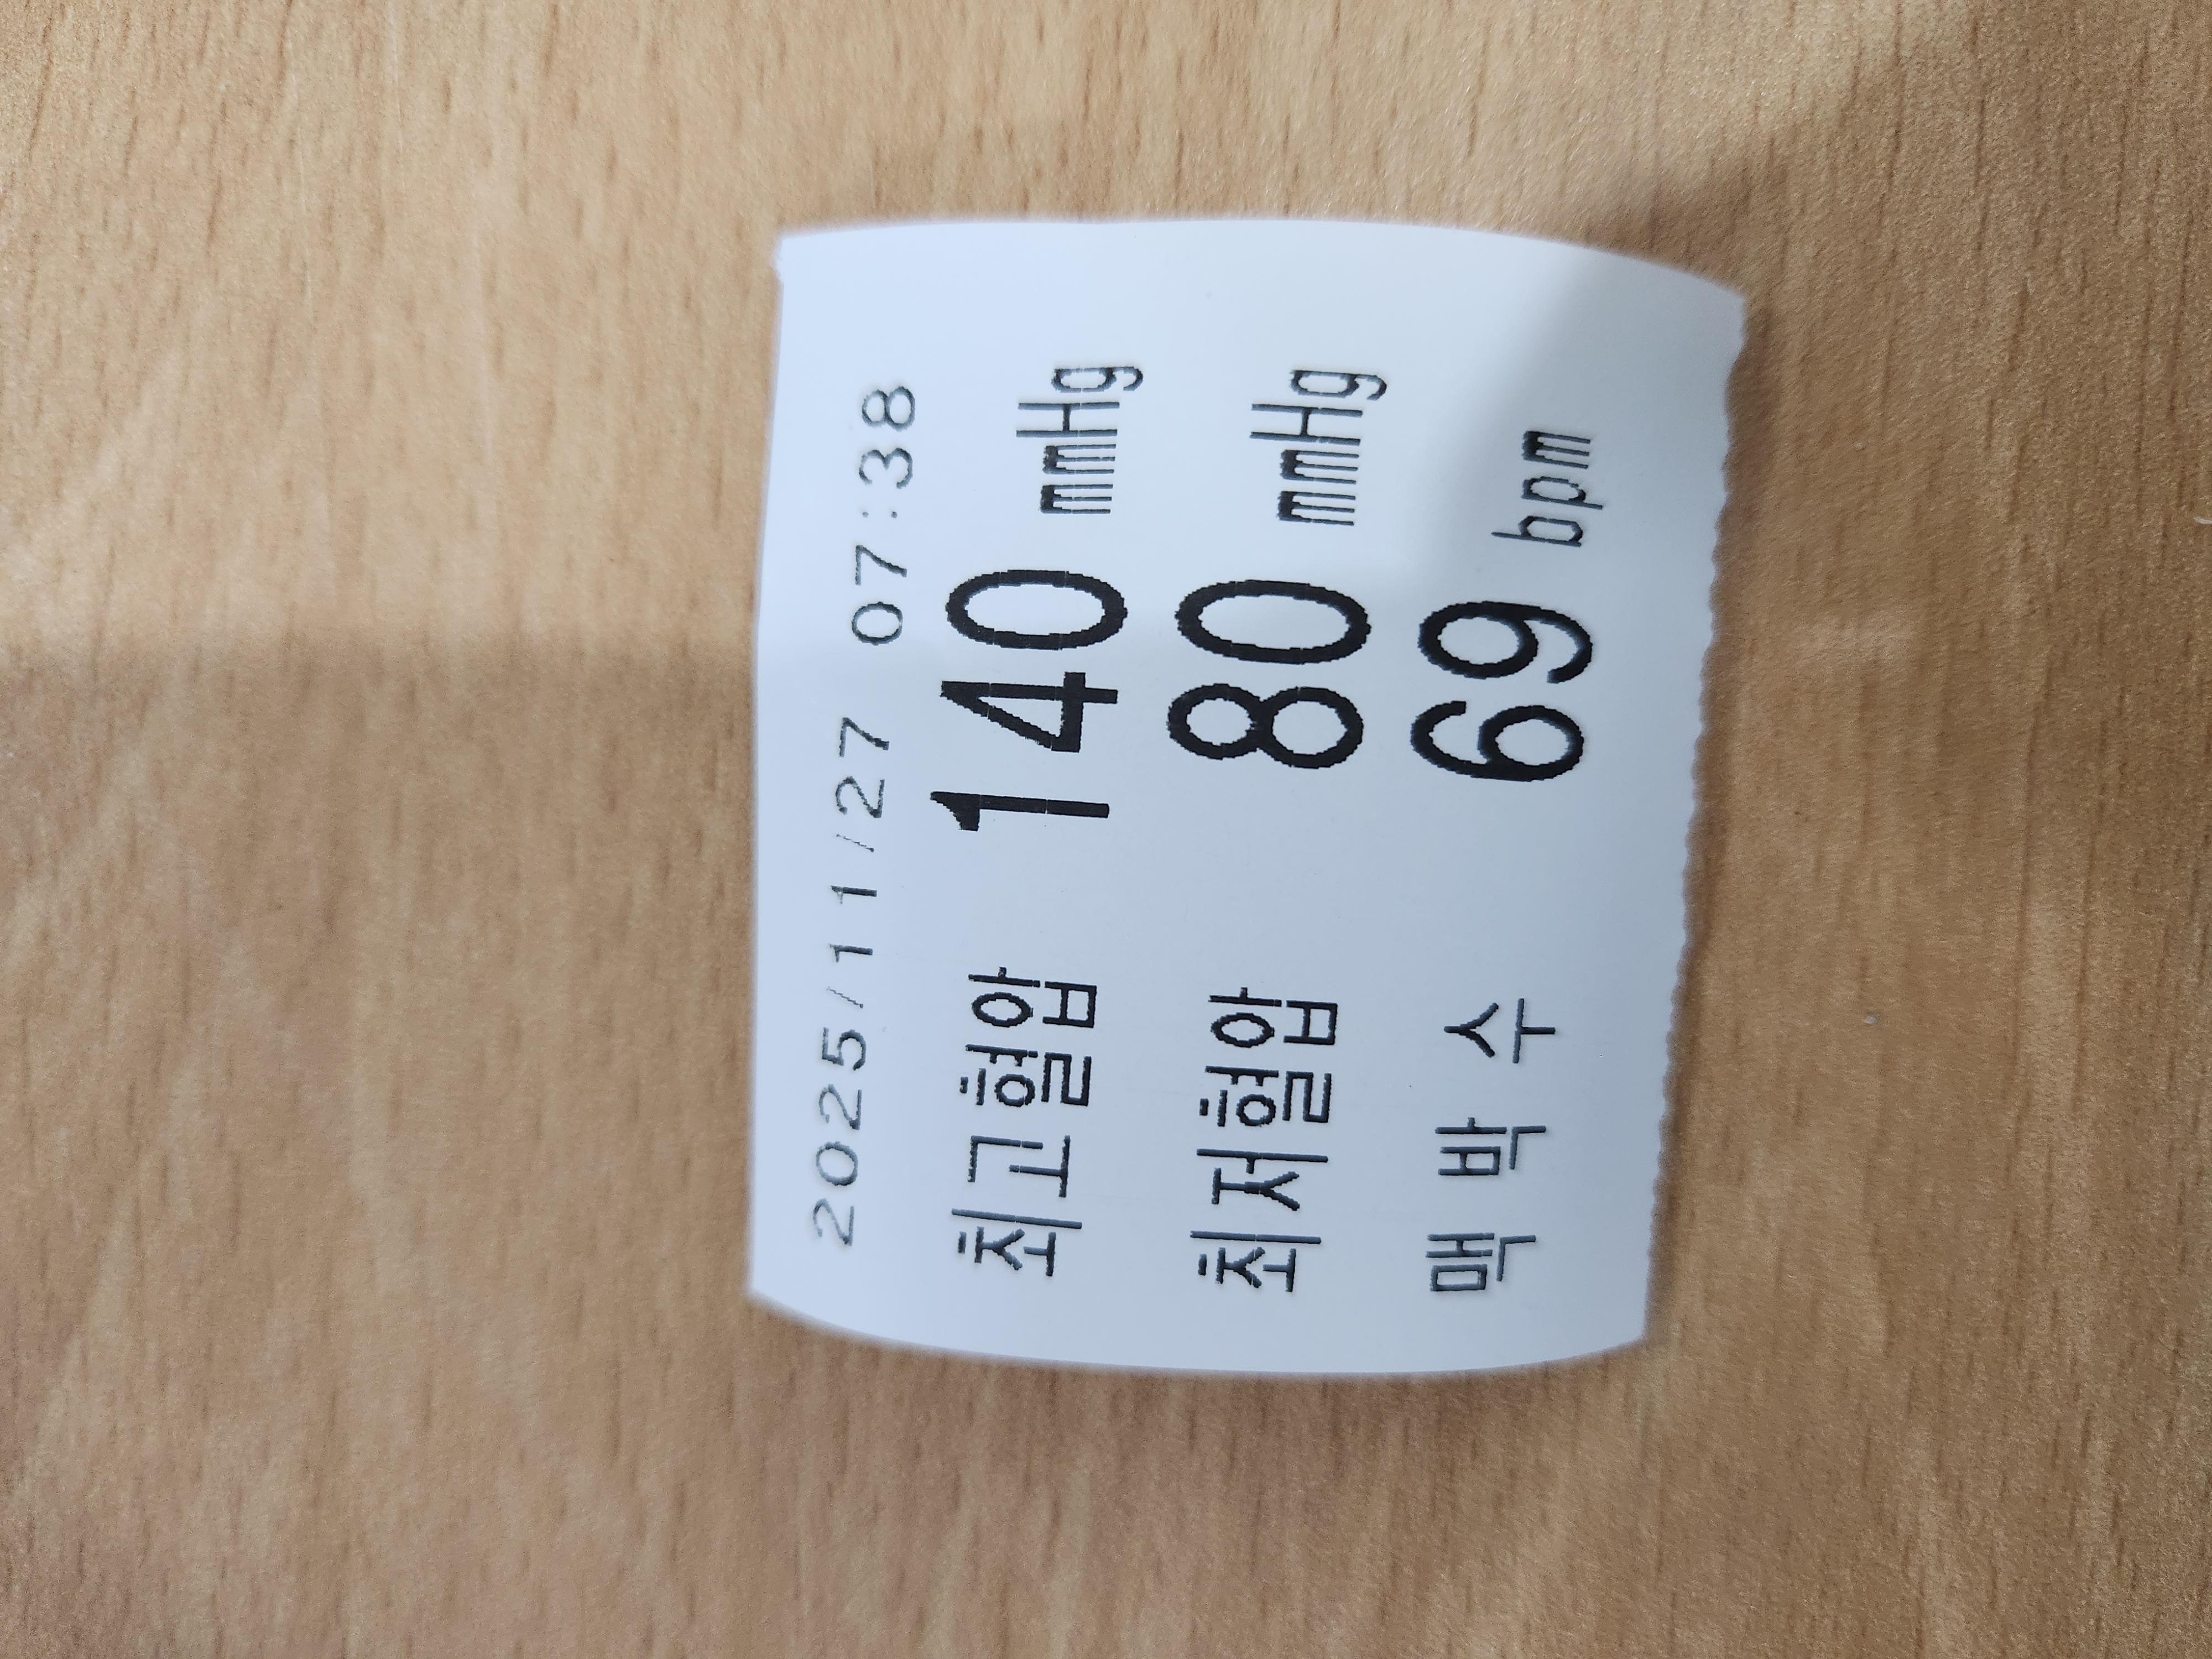 2025/11/27 07:38
최고혈압 140 mmHg
최저혈압 80 mmHg
맥 박 수 69 bpm